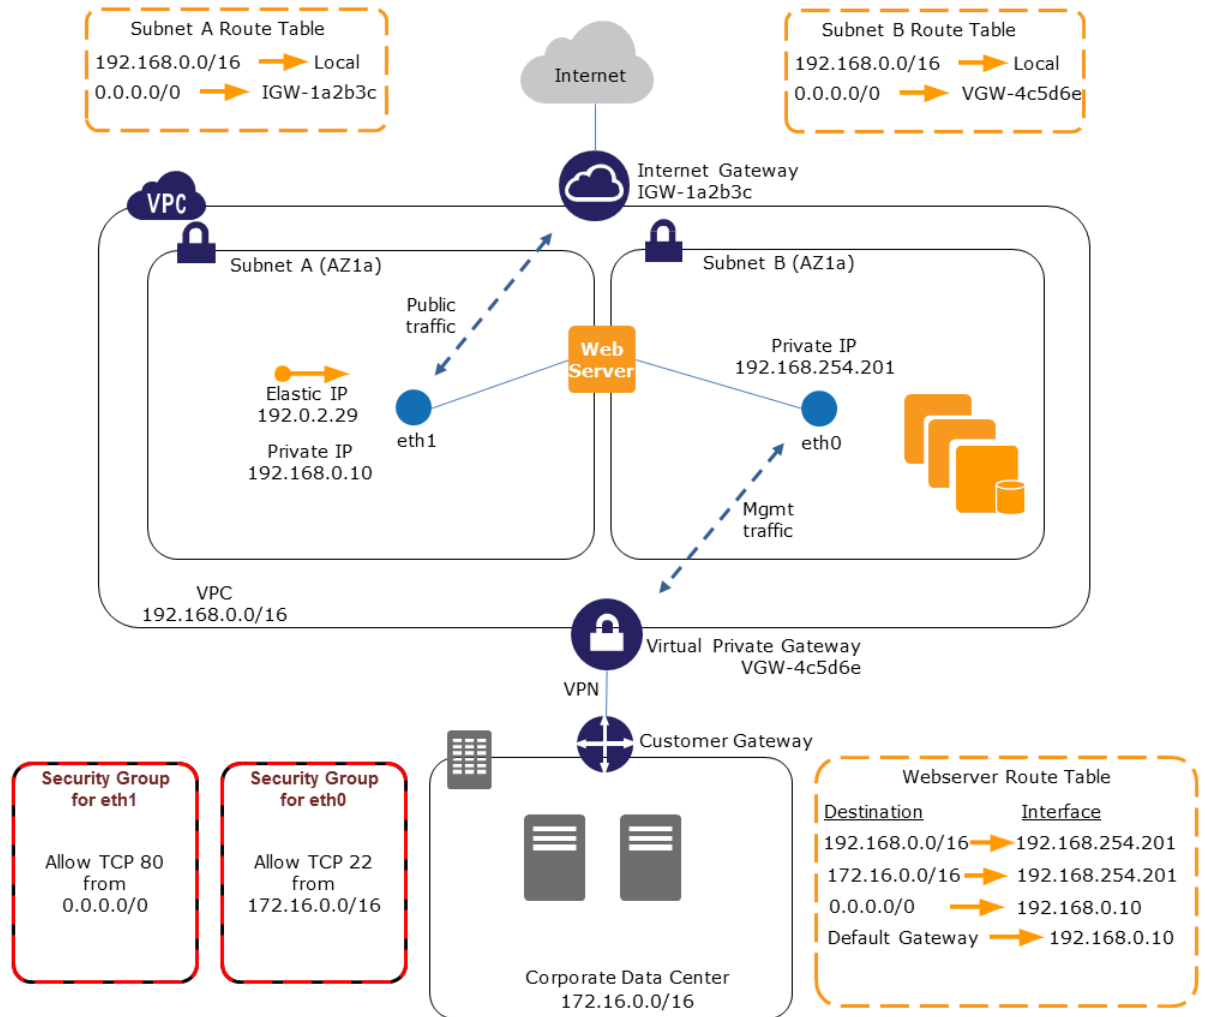 Subnet A Route Table
192.168.0.0/16 Local
0.0.0.0/0 IGW-1a2b3c
Internet
Subnet B Route Table
192.168.0.0/16 Local
0.0.0.0/0 VGW-4c5d6e
Internet Gateway
IGW-1a2b3c
VPC
Subnet A (AZ1a)
Subnet B (AZ1a)
Public
traffic
Web
Server
Private IP
192.168.254.201
Elastic IP
192.0.2.29
eth1
Private IP
192.168.0.10
eth0
Mgmt
traffic
VPC
192.168.0.0/16
Virtual Private Gateway
VGW-4c5d6e
VPN
Customer Gateway
Security Group
for eth1
Allow TCP 80
from
0.0.0.0/0
Security Group
for eth0
Allow TCP 22
from
172.16.0.0/16
Corporate Data Center
172.16.0.0/16
Webserver Route Table
Destination Interface
192.168.0.0/16 192.168.254.201
172.16.0.0/16 192.168.254.201
0.0.0.0/0 192.168.0.10
Default Gateway 192.168.0.10